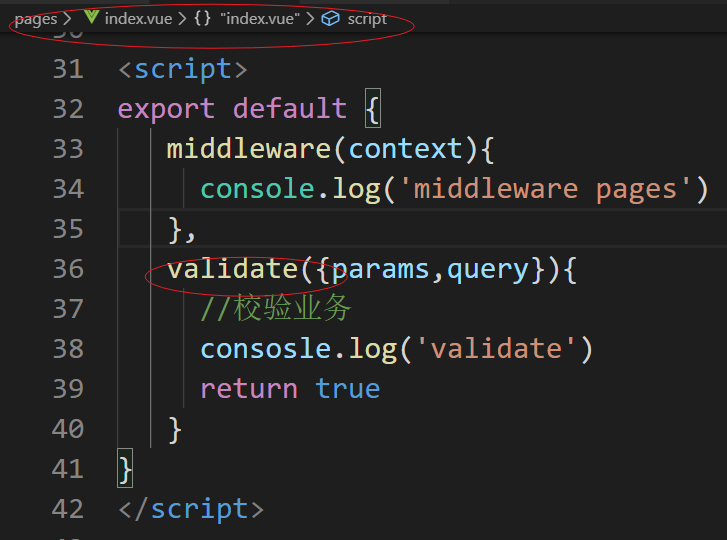 pages > index.vue > {} "index.vue" > script
31 <script>
32 export default {
33 middleware(context){
34 console.log('middleware pages')
35 },
36 validate({params,query}){
37 //校验业务
38 consosle.log('validate')
39 return true
40 }
41 }
42 </script>